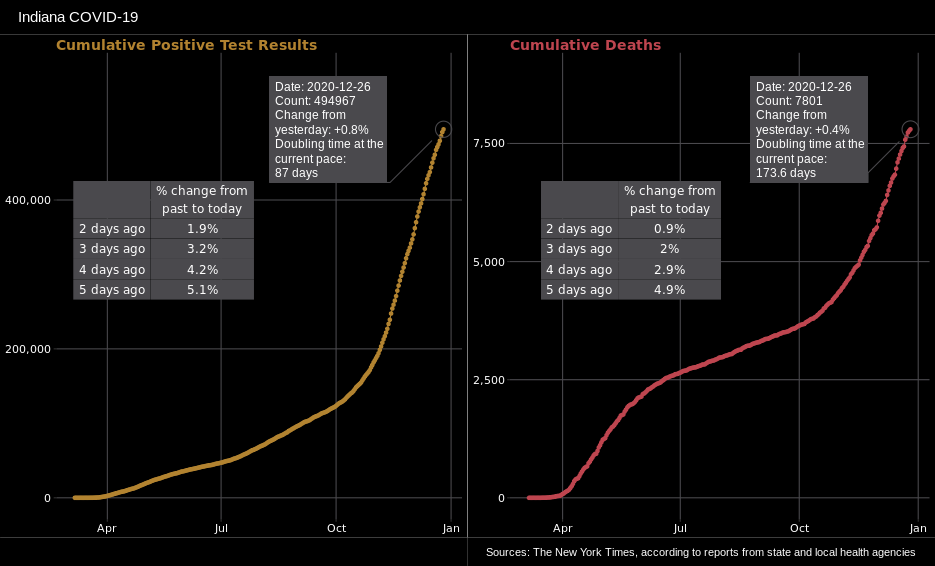 Indiana COVID-19
Cumulative Positive Test Results
Date: 2020-12-26
Count: 494967
Change from
yesterday: +0.8%
Doubling time at the
current pace:
87 days
% change from
past to today
2 days ago 1.9%
3 days ago 3.2%
4 days ago 4.2%
5 days ago 5.1%
400,000
200,000
0
Apr Jul Oct Jan
Cumulative Deaths
Date: 2020-12-26
Count: 7801
Change from
yesterday: +0.4%
Doubling time at the
current pace:
173.6 days
% change from
past to today
2 days ago 0.9%
3 days ago 2%
4 days ago 2.9%
5 days ago 4.9%
7,500
5,000
2,500
0
Apr Jul Oct Jan
Sources: The New York Times, according to reports from state and local health agencies